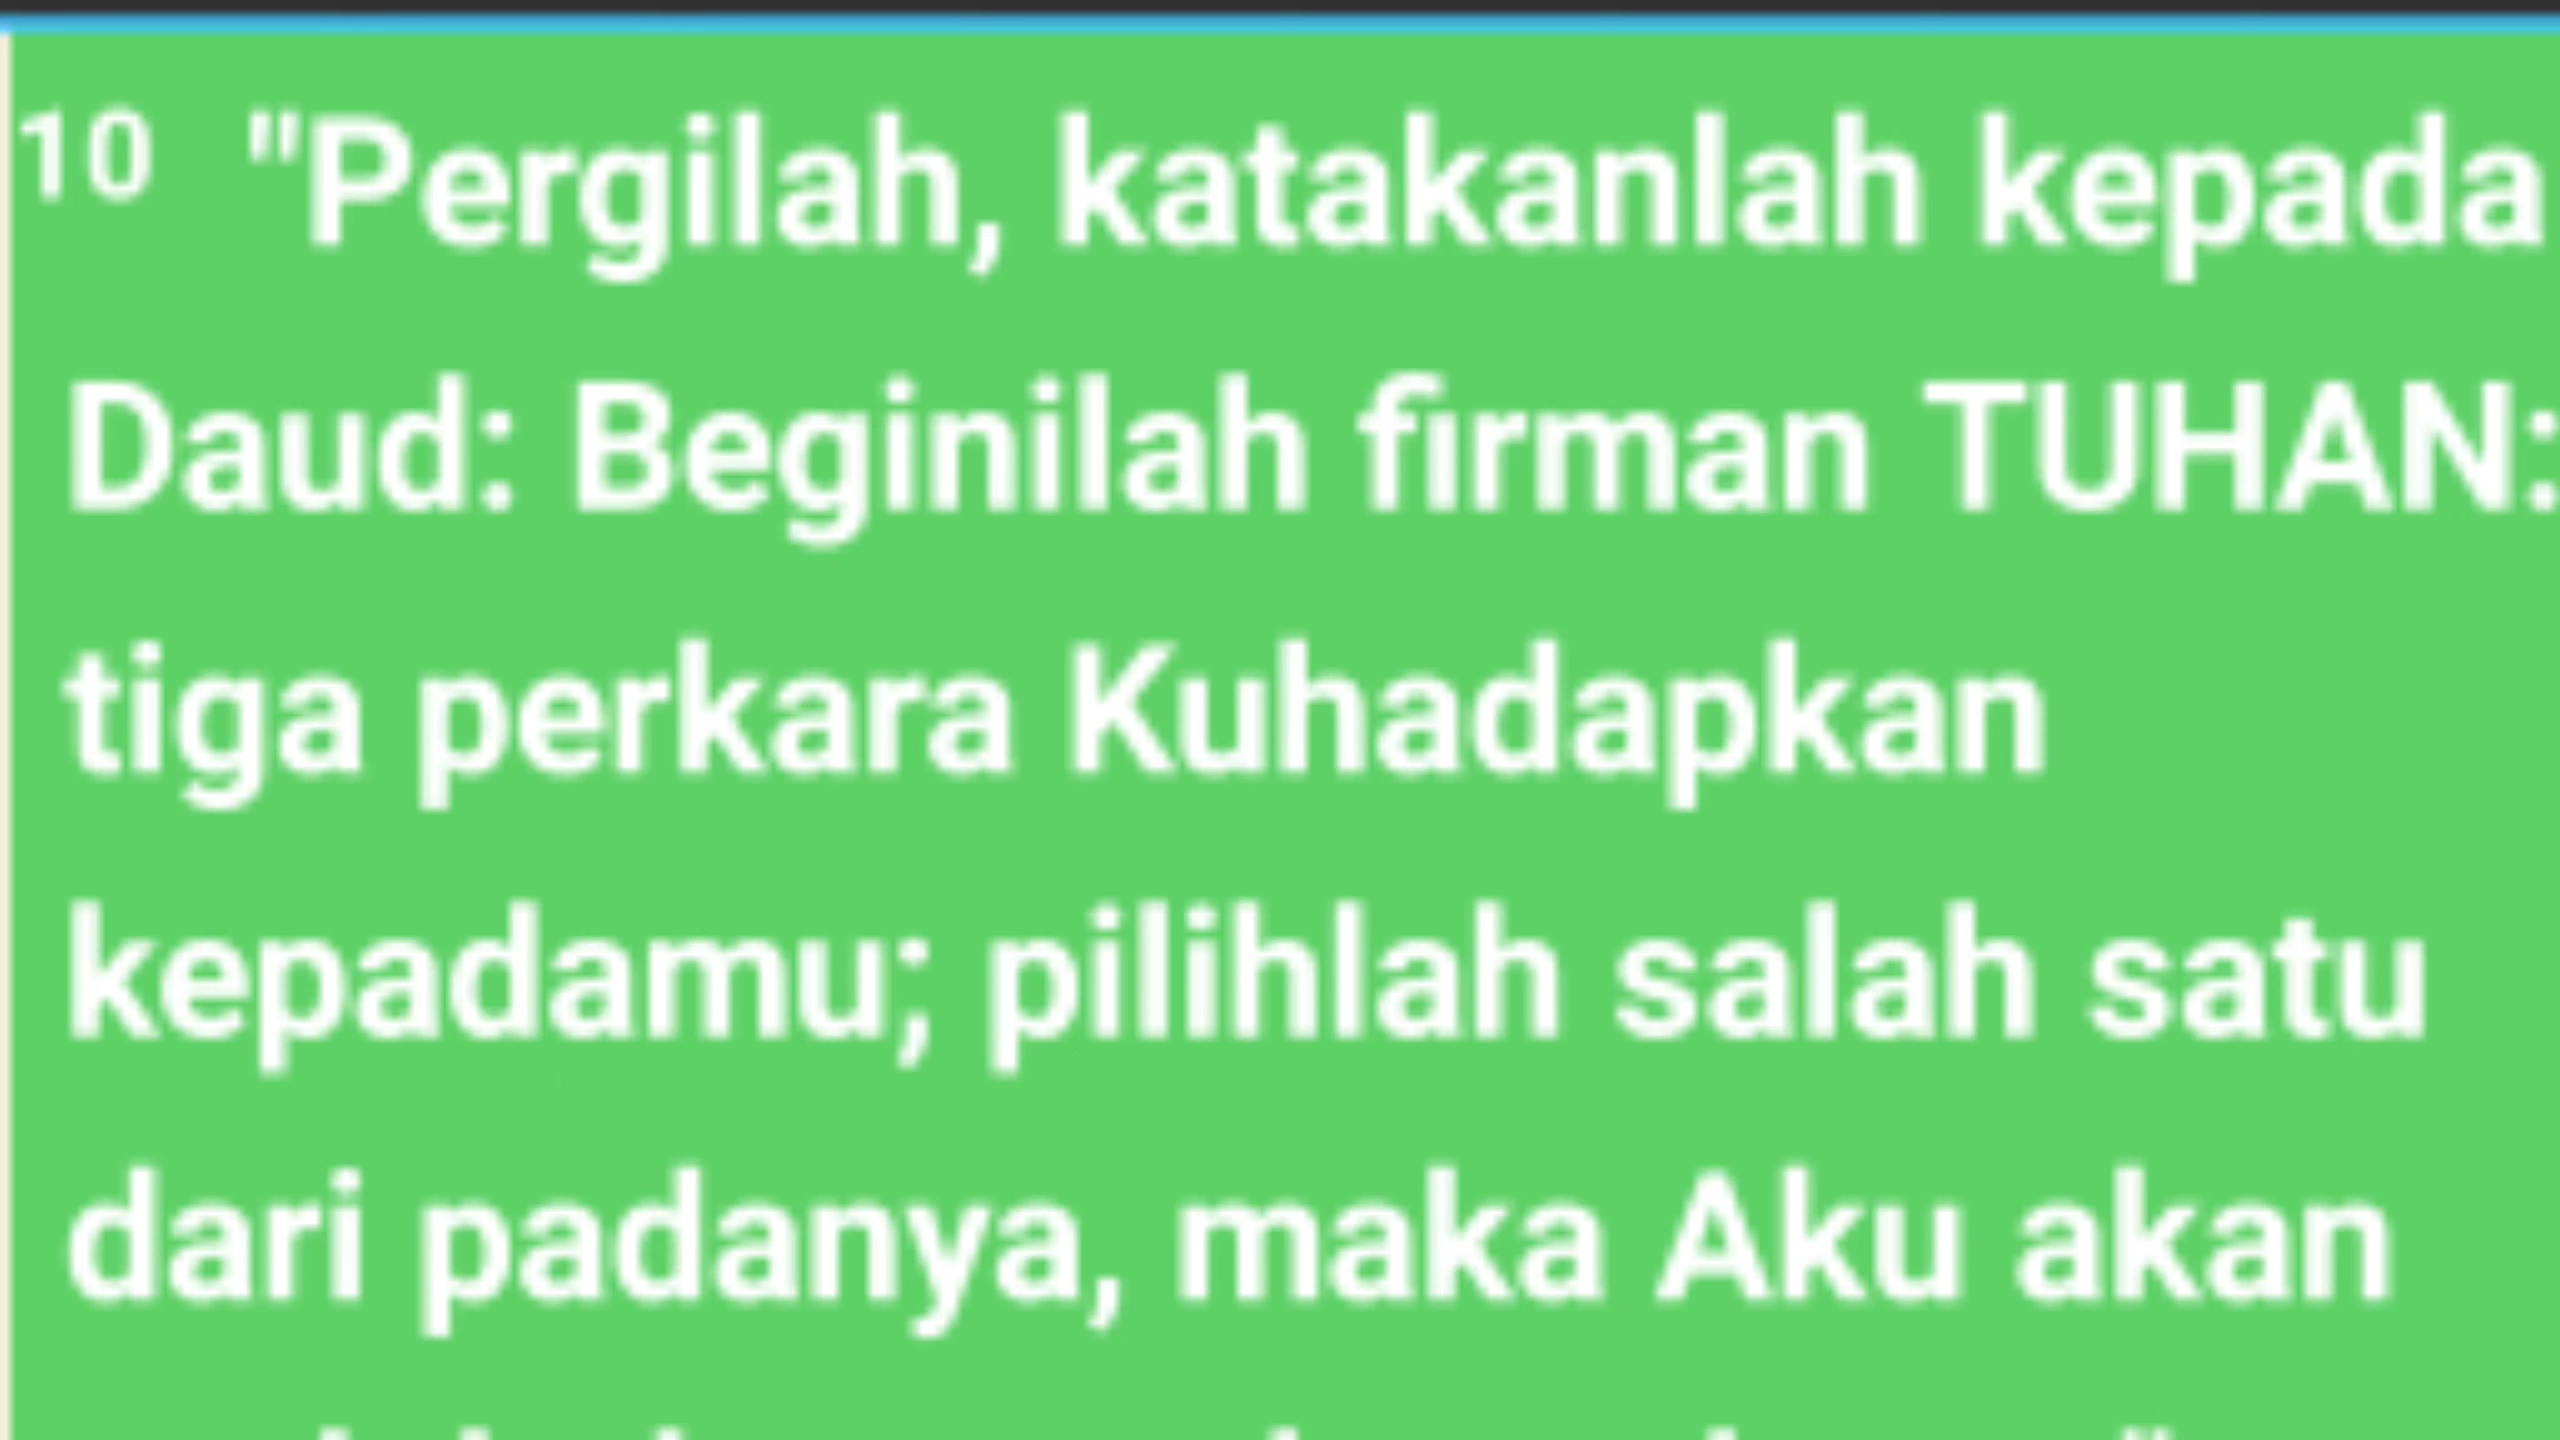 10 "Pergilah, katakanlah kepada
Daud: Beginilah firman TUHAN:
tiga perkara Kuhadapkan
kepadamu; pilihlah salah satu
dari padanya, maka Aku akan